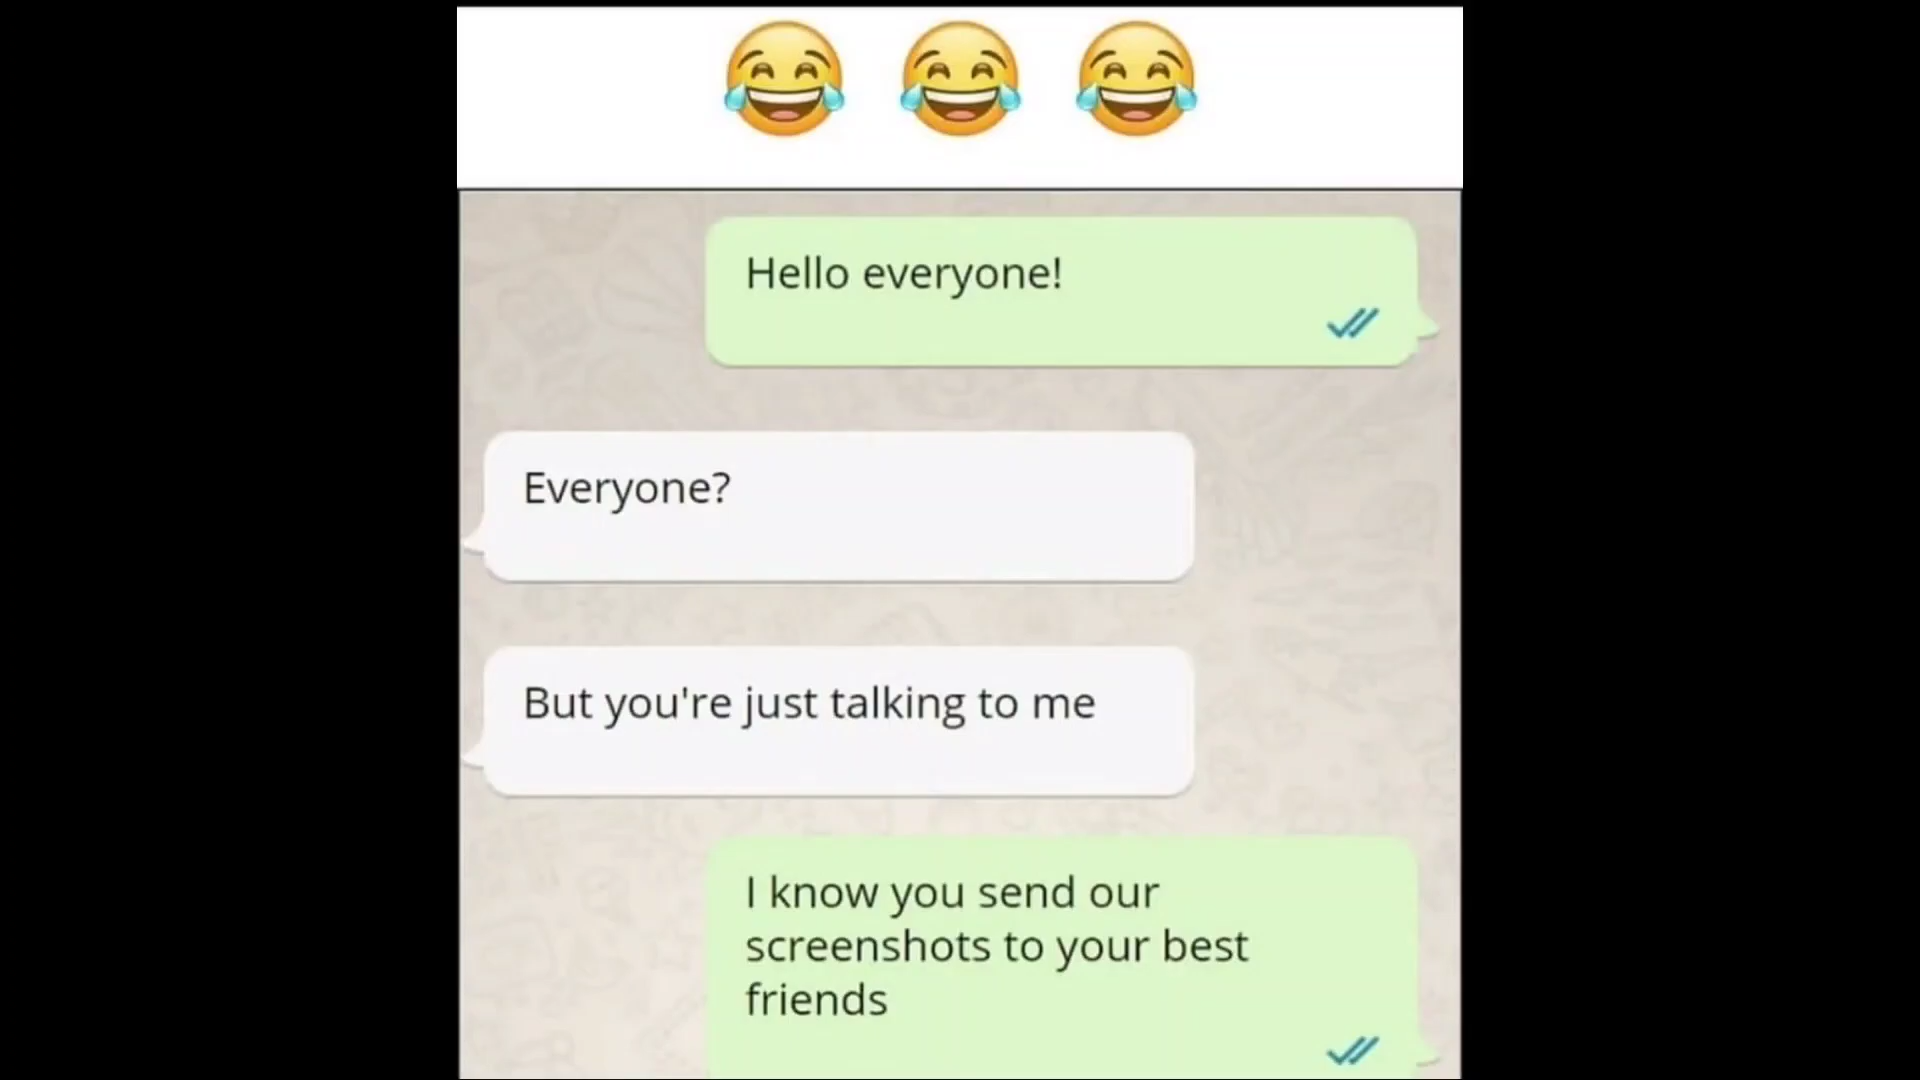 😂 😂 😂
Hello everyone!
Everyone?
But you're just talking to me
I know you send our
screenshots to your best
friends